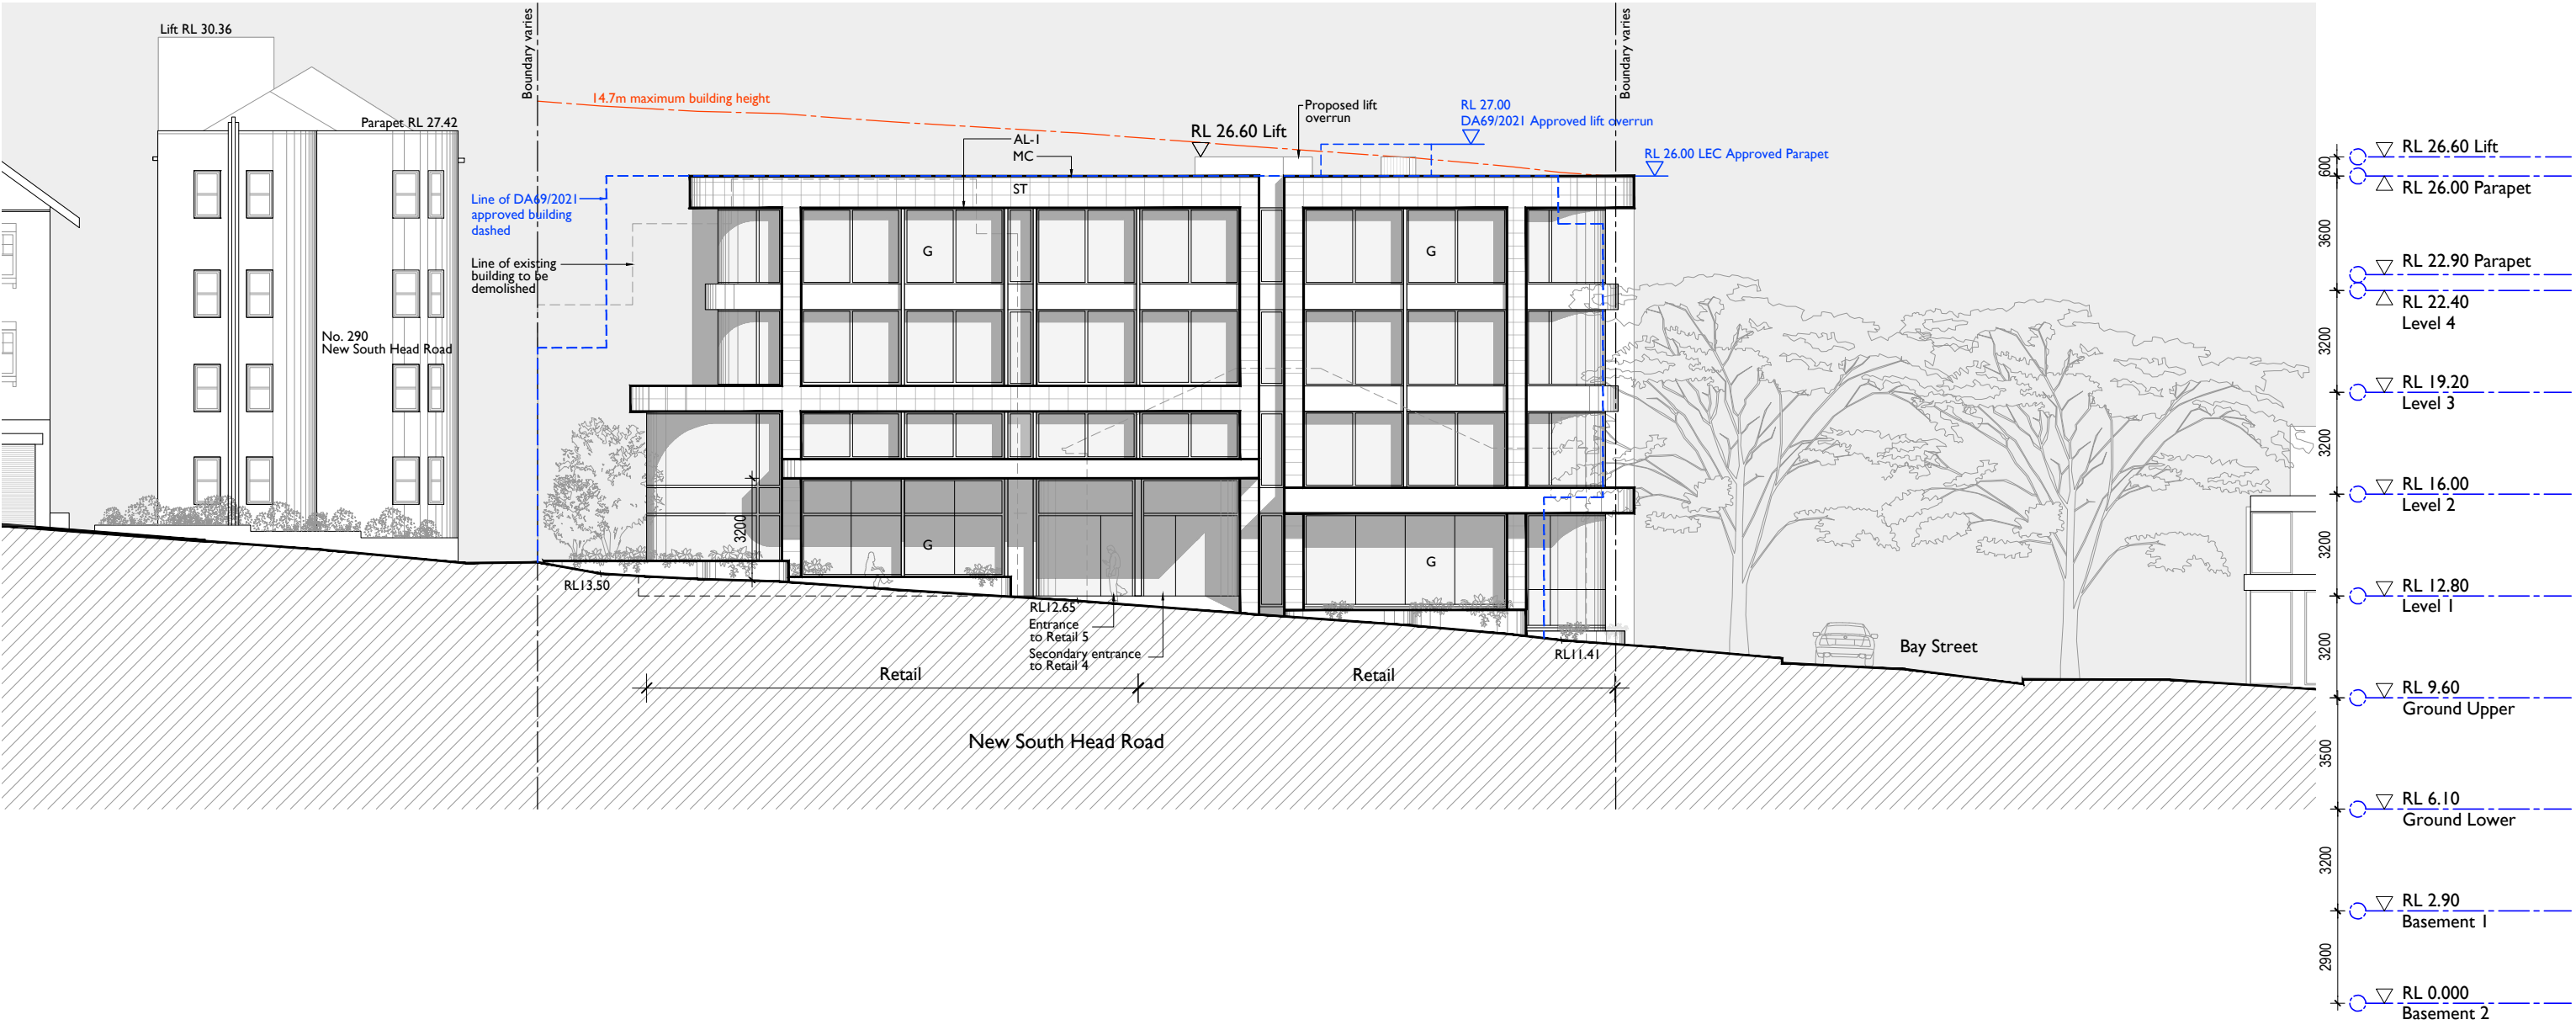 Lift RL 30.36
Boundary varies
Boundary varies
14.7m maximum building height
Proposed lift
overrun
RL 27.00
DA69/2021 Approved lift overrun
Parapet RL 27.42
RL 26.60 Lift
AL-1
MC
ST
RL 26.00 LEC Approved Parapet
Line of DA69/2021
approved building
dashed
Line of existing
building to be
demolished
G
G
No. 290
New South Head Road
3200
G
G
RL13.50
RL12.65
Entrance
to Retail 5
Secondary entrance
to Retail 4
RL11.41
Bay Street
Retail
Retail
New South Head Road
RL 26.60 Lift
600
RL 26.00 Parapet
3600
RL 22.90 Parapet
RL 22.40
Level 4
3200
RL 19.20
Level 3
3200
RL 16.00
Level 2
3200
RL 12.80
Level 1
3200
RL 9.60
Ground Upper
3500
RL 6.10
Ground Lower
3200
RL 2.90
Basement 1
2900
RL 0.000
Basement 2